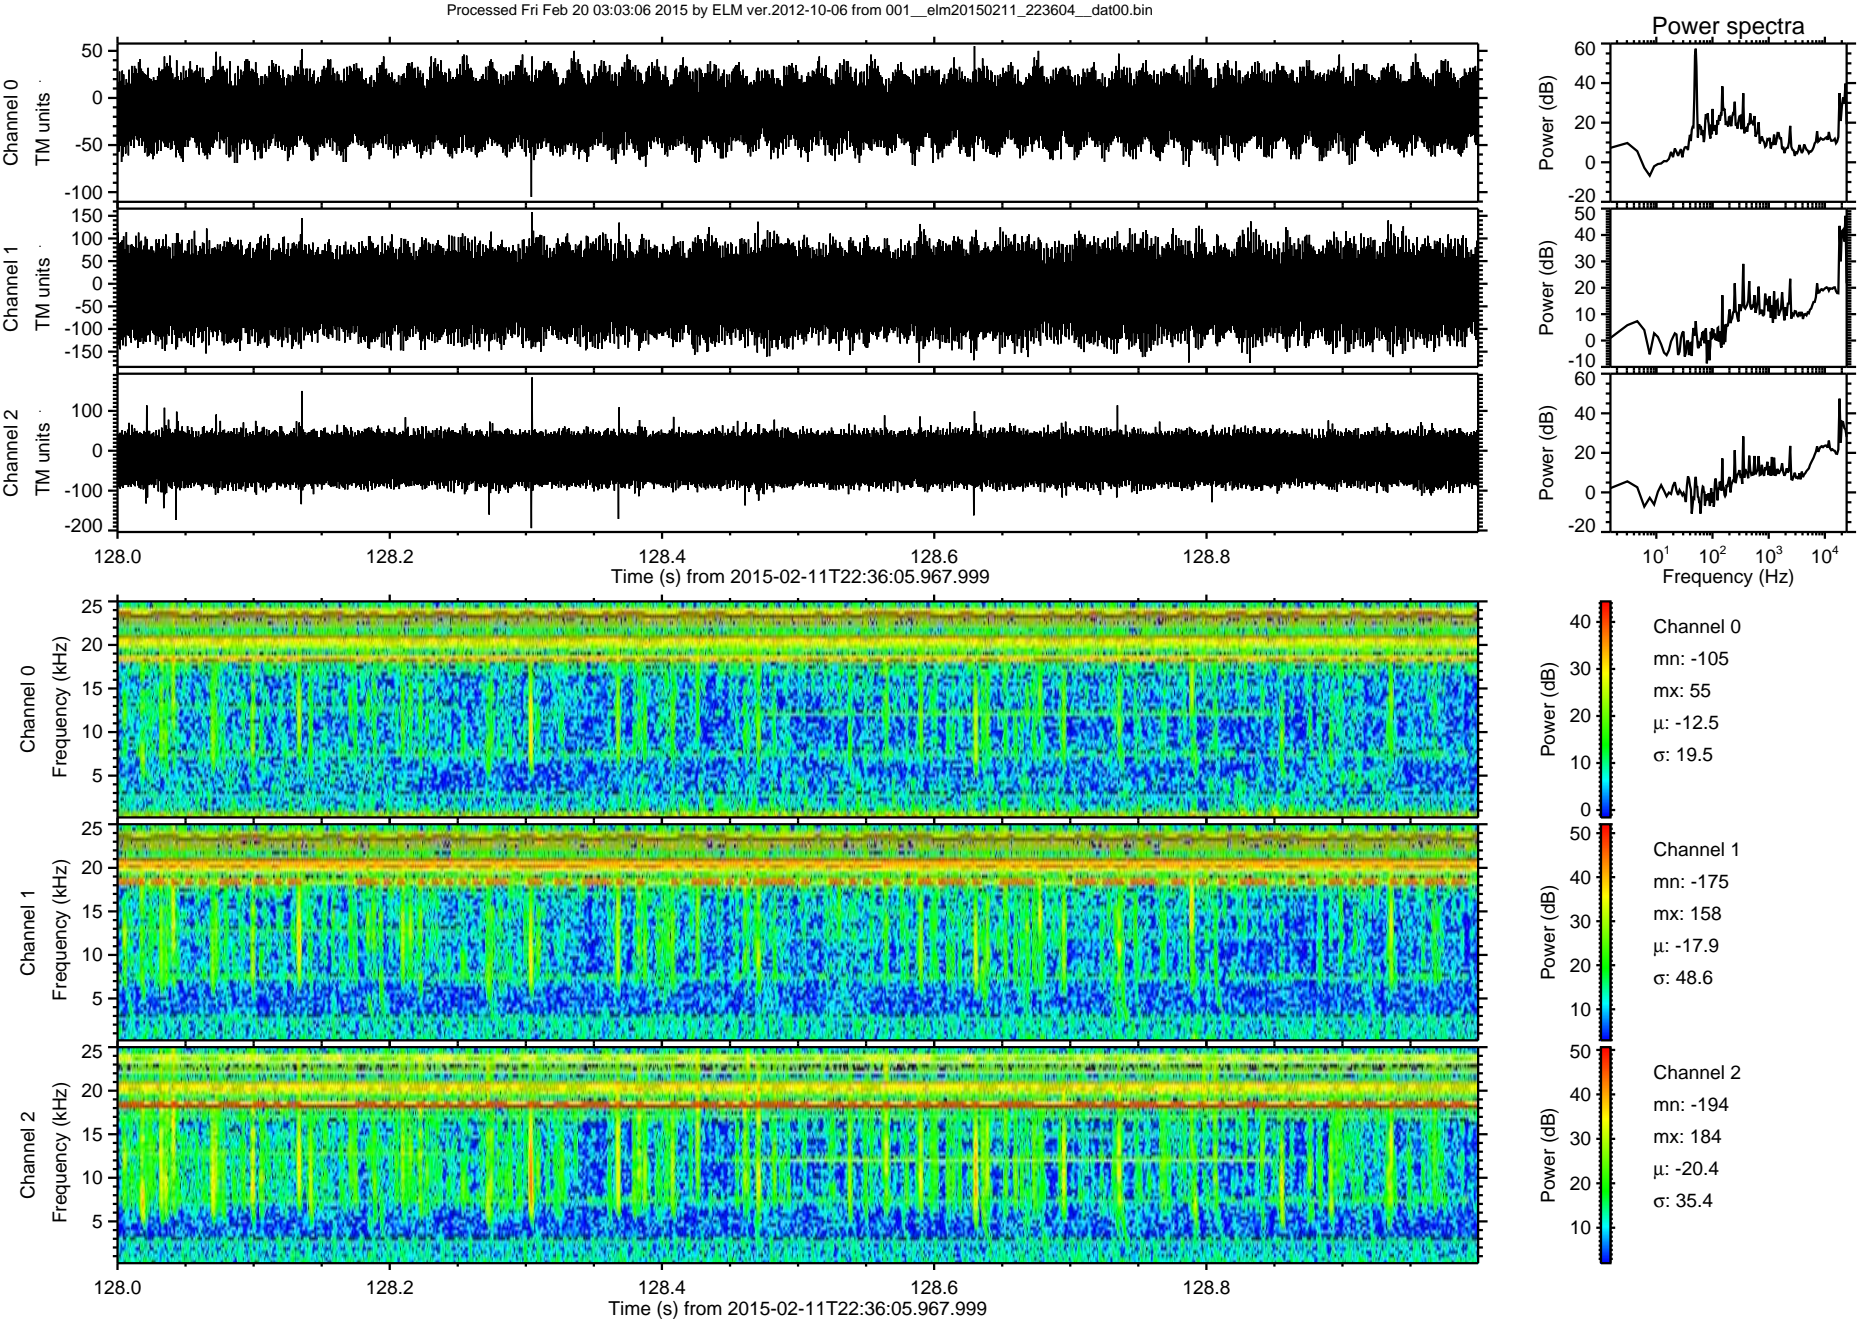 Processed Fri Feb 20 03:03:06 2015 by ELM ver.2012-10-06 from 001__elm20150211_223604__dat00.bin
Power spectra
Channel 0
TM units
50
0
-50
-100
Power (dB)
60
40
20
0
-20
Channel 1
TM units
150
100
50
0
-50
-100
-150
Power (dB)
50
40
30
20
10
0
-10
Channel 2
TM units
100
0
-100
-200
Power (dB)
60
40
20
0
-20
128.0 128.2 128.4 128.6 128.8
Time (s) from 2015-02-11T22:36:05.967.999
10^1 10^2 10^3 10^4
Frequency (Hz)
Channel 0
Frequency (kHz)
25
20
15
10
5
Power (dB)
40
30
20
10
0
Channel 0
mn: -105
mx: 55
μ: -12.5
σ: 19.5
Channel 1
Frequency (kHz)
25
20
15
10
5
Power (dB)
50
40
30
20
10
Channel 1
mn: -175
mx: 158
μ: -17.9
σ: 48.6
Channel 2
Frequency (kHz)
25
20
15
10
5
Power (dB)
50
40
30
20
10
Channel 2
mn: -194
mx: 184
μ: -20.4
σ: 35.4
128.0 128.2 128.4 128.6 128.8
Time (s) from 2015-02-11T22:36:05.967.999